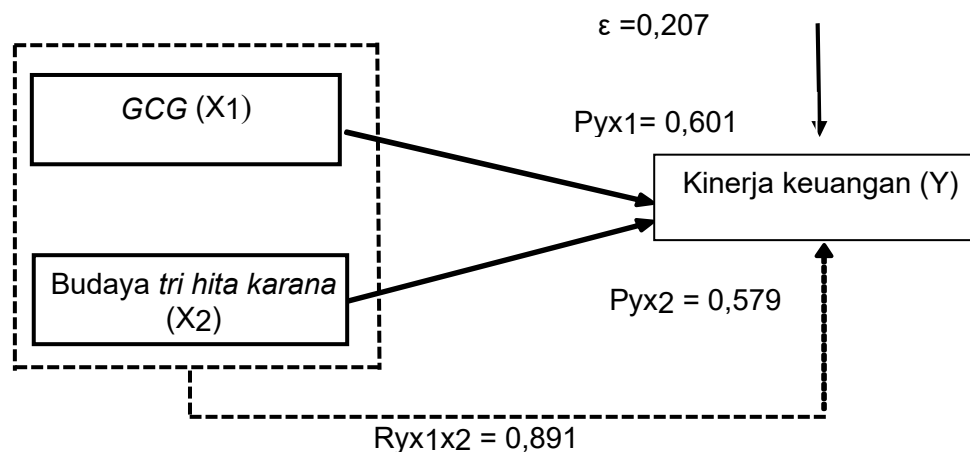 ε =0,207
GCG (X1)
Pyx1= 0,601
Kinerja keuangan (Y)
Budaya tri hita karana
(X2)
Pyx2 = 0,579
Ryx1x2 = 0,891